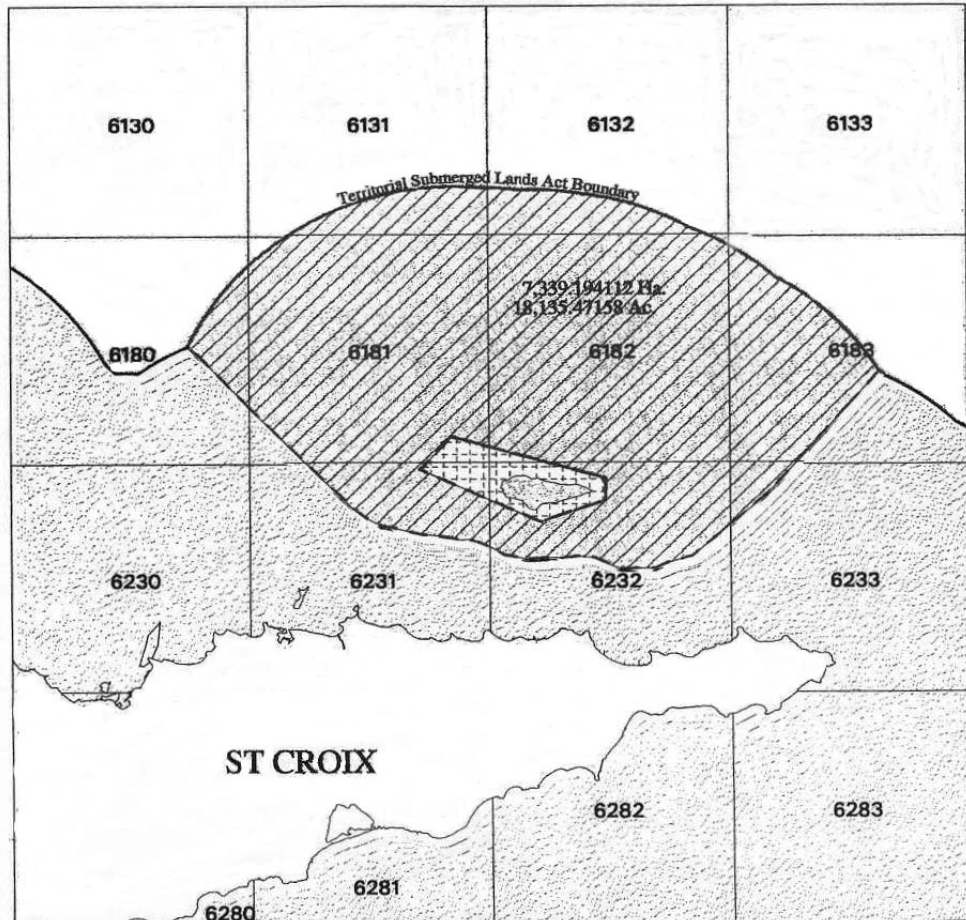 6130 6131 6132 6133
Territorial Submerged Lands Act Boundary
7,339.194112 Ha.
18,135.47158 Ac.
6180 6181 6182 6183
6230 6231 6232 6233
ST CROIX
6282 6283
6281
6280